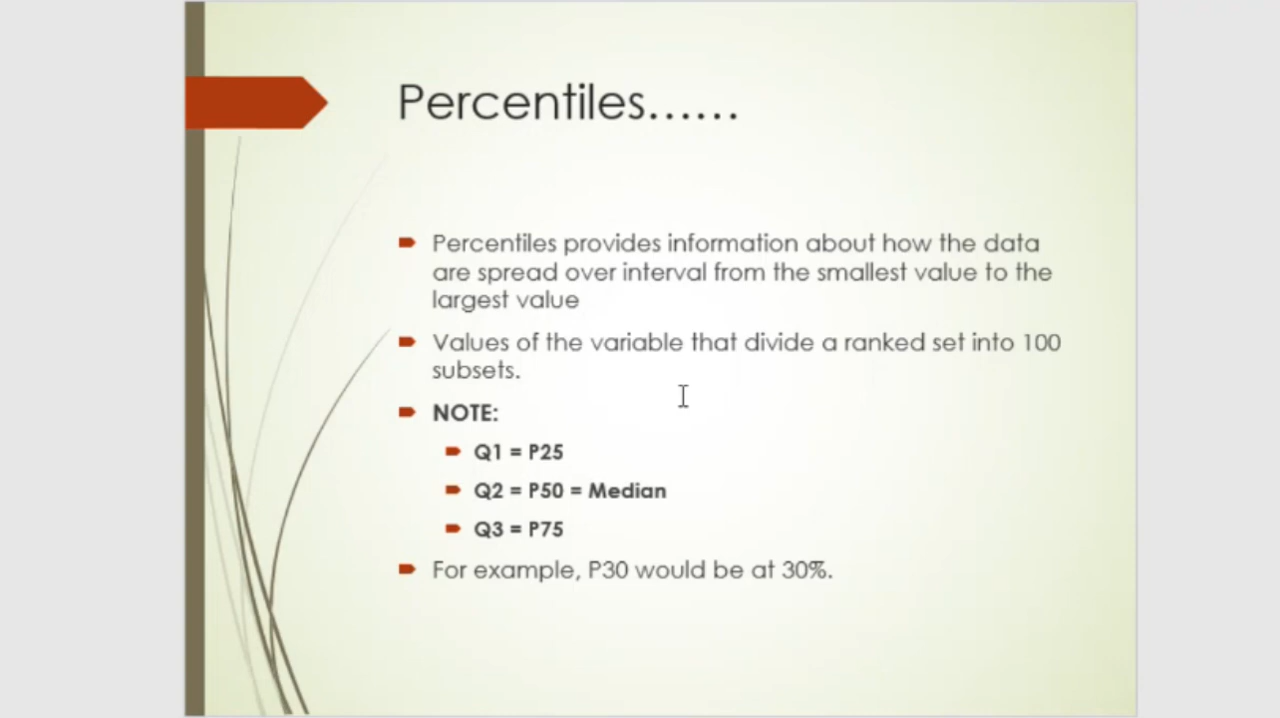 Percentiles......
Percentiles provides information about how the data
are spread over interval from the smallest value to the
largest value
Values of the variable that divide a ranked set into 100
subsets.
NOTE:
Q1 = P25
Q2 = P50 = Median
Q3 = P75
For example, P30 would be at 30%.